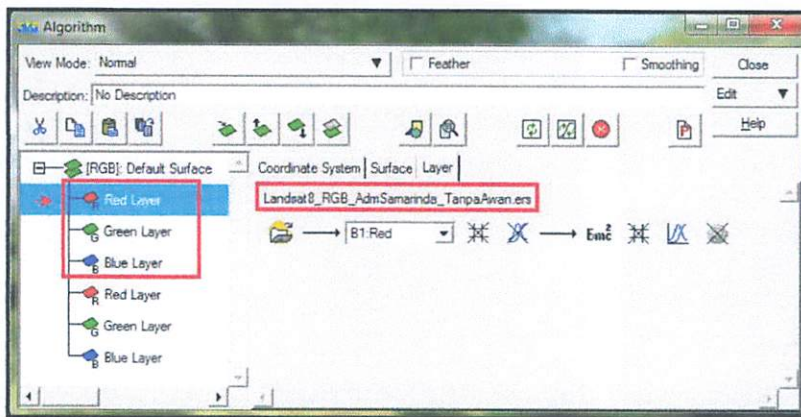 Algorithm
View Mode: Normal Feather Smoothing Close
Description: No Description Edit
Help
[RGB]: Default Surface Coordinate System Surface Layer
Red Layer Landsat8_RGB_AdmSamarinda_TanpaAwan.ers
Green Layer B1:Red Emc2
Blue Layer
Red Layer
Green Layer
Blue Layer